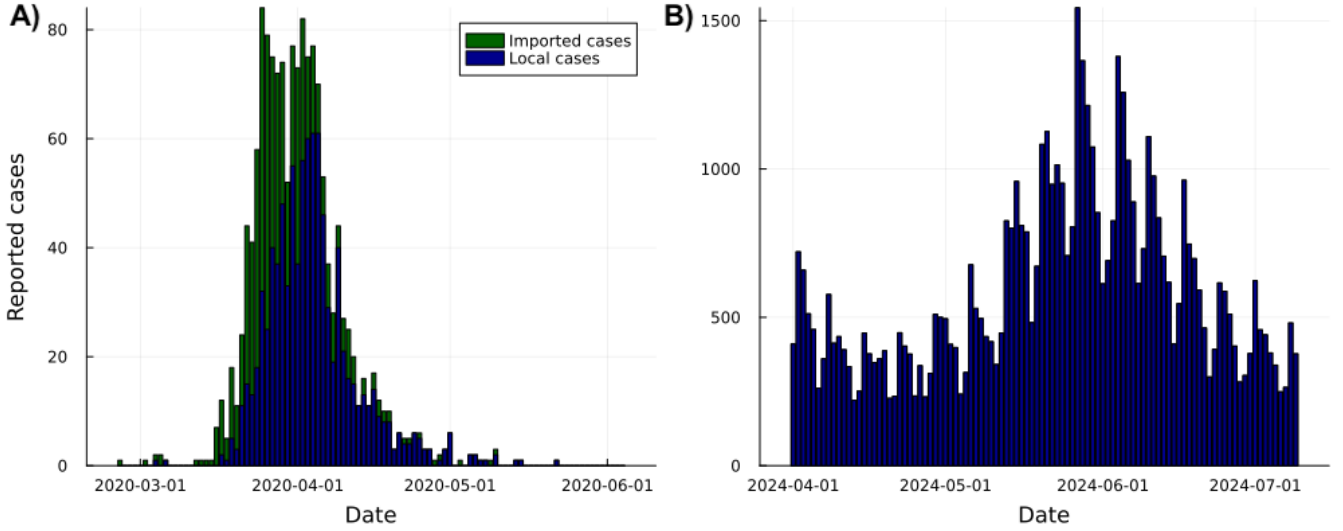 A)
Imported cases
Local cases
Reported cases
80
60
40
20
0
2020-03-01
2020-04-01
2020-05-01
2020-06-01
Date
B)
1500
1000
500
0
2024-04-01
2024-05-01
2024-06-01
2024-07-01
Date